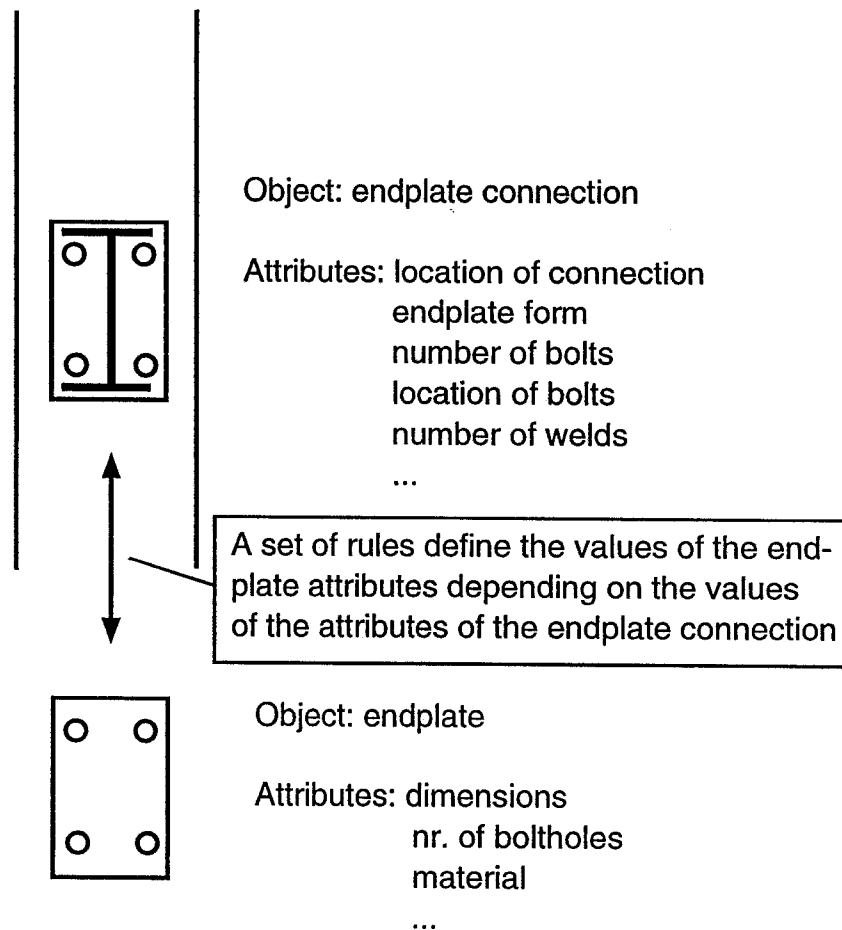 Object: endplate connection
Attributes: location of connection
endplate form
number of bolts
location of bolts
number of welds
...
A set of rules define the values of the end-
plate attributes depending on the values
of the attributes of the endplate connection
Object: endplate
Attributes: dimensions
nr. of boltholes
material
...